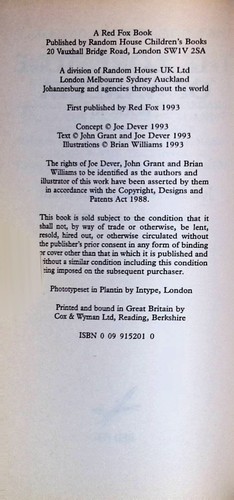 A Red Fox Book
Published by Random House Children's Books
20 Vauxhall Bridge Road, London SW1V 2SA
A division of Random House UK Ltd
London Melbourne Sydney Auckland
Johannesburg and agencies throughout the world
First published by Red Fox 1993
Concept © Joe Dever 1993
Text © John Grant and Joe Dever 1993
Illustrations © Brian Williams 1993
The rights of Joe Dever, John Grant and Brian
Williams to be identified as the authors and
illustrator of this work have been asserted by them
in accordance with the Copyright, Designs and
Patents Act 1988.
This book is sold subject to the condition that it
shall not, by way of trade or otherwise, be lent,
resold, hired out, or otherwise circulated without
the publisher's prior consent in any form of binding
or cover other than that in which it is published and
without a similar condition including this condition
eing imposed on the subsequent purchaser.
Phototypeset in Plantin by Intype, London
Printed and bound in Great Britain by
Cox & Wyman Ltd, Reading, Berkshire
ISBN 0 09 915201 0